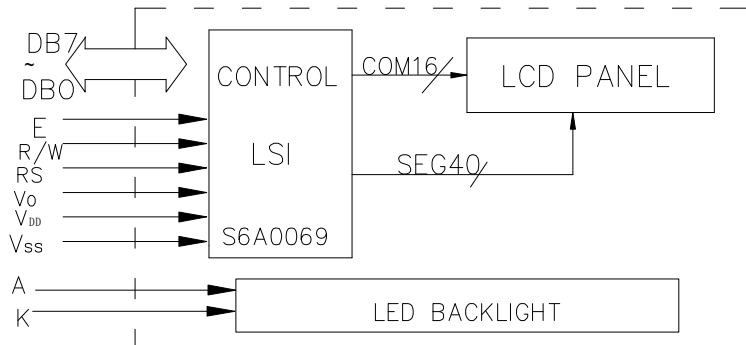 DB7
~
DB0
E
R/W
RS
Vo
VDD
Vss
A
K
CONTROL
LSI
S6A0069
COM16
SEG40
LCD PANEL
LED BACKLIGHT